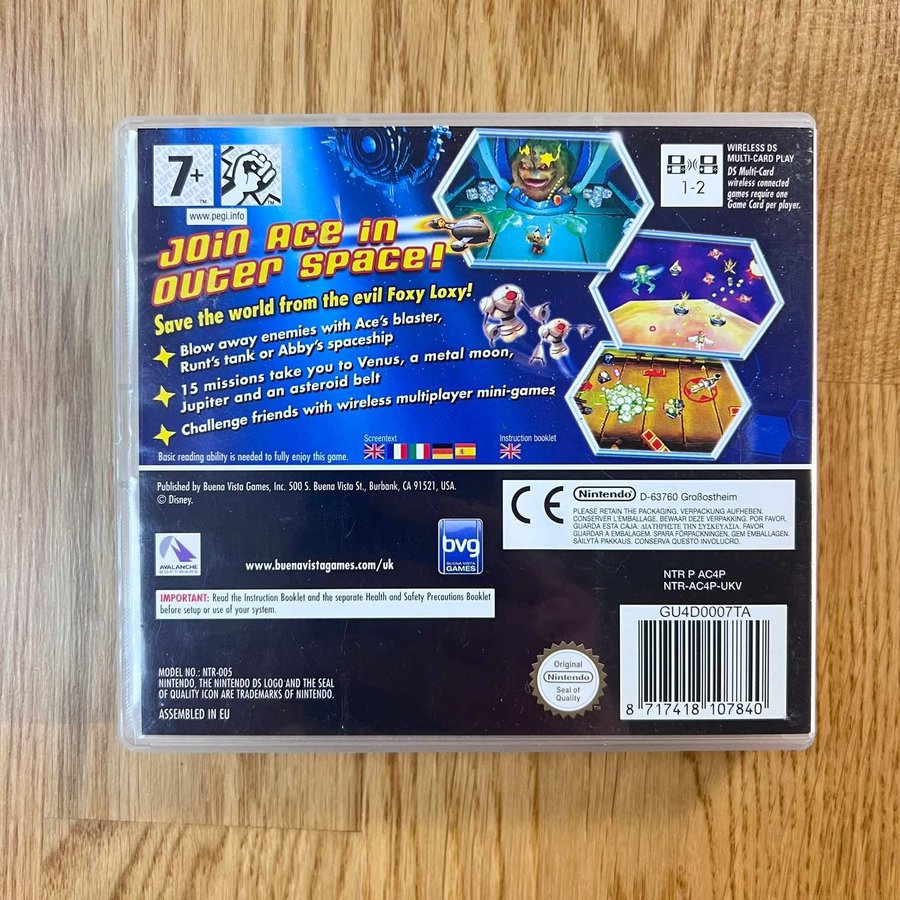 7+
™
™
www.pegi.info
WIRELESS DS
MULTI-CARD PLAY
DS Multi-Card
wireless connected
games require one
Game Card per player.
1-2
Join Ace in
outer space!
Save the world from the evil Foxy Loxy!
Blow away enemies with Ace's blaster,
Runt's tank or Abby's spaceship
15 missions take you to Venus, a metal moon,
Jupiter and an asteroid belt
Challenge friends with wireless multiplayer mini-games
Basic reading ability is needed to fully enjoy this game.
Screentext
Instruction booklet
Published by Buena Vista Games, Inc. 500 S. Buena Vista St., Burbank, CA 91521, USA.
© Disney.
CE
Nintendo
D-63760 Großostheim
PLEASE RETAIN THE PACKAGING. VERPACKUNG AUFHEBEN.
CONSERVER L'EMBALLAGE. BEWAAR DEZE VERPAKKING. POR FAVOR,
GUARDA ESTA CAJA. ΔΙΑΤΗΡΗΣΤΕ ΤΗΝ ΣΥΣΚΕΥΑΣΙΑ. FAVOR
GUARDAR A EMBALAGEM. SPARA FÖRPACKNINGEN. GEM EMBALLAGEN.
SÄILYTÄ PAKKAUS. CONSERVA QUESTO INVOLUCRO.
AVALANCHE
SOFTWARE
www.buenavistagames.com/uk
bvg
BUENA VISTA
GAMES
NTR P AC4P
NTR-AC4P-UKV
IMPORTANT: Read the Instruction Booklet and the separate Health and Safety Precautions Booklet
before setup or use of your system.
GU4D0007TA
8 717418 107840
MODEL NO.: NTR-005
NINTENDO, THE NINTENDO DS LOGO AND THE SEAL
OF QUALITY ICON ARE TRADEMARKS OF NINTENDO.
ASSEMBLED IN EU
Original
Nintendo
Seal of
Quality
™